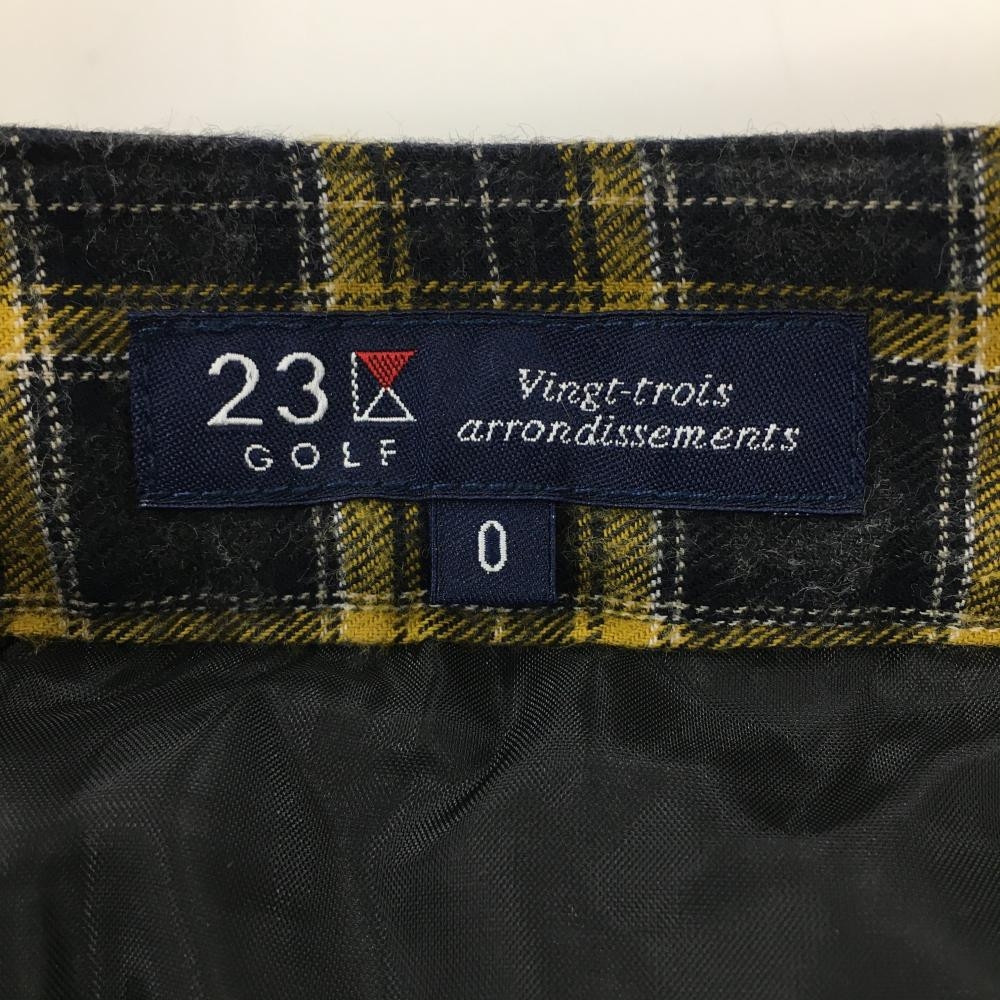 23
GOLF
Vingt-trois
arrondissements
0